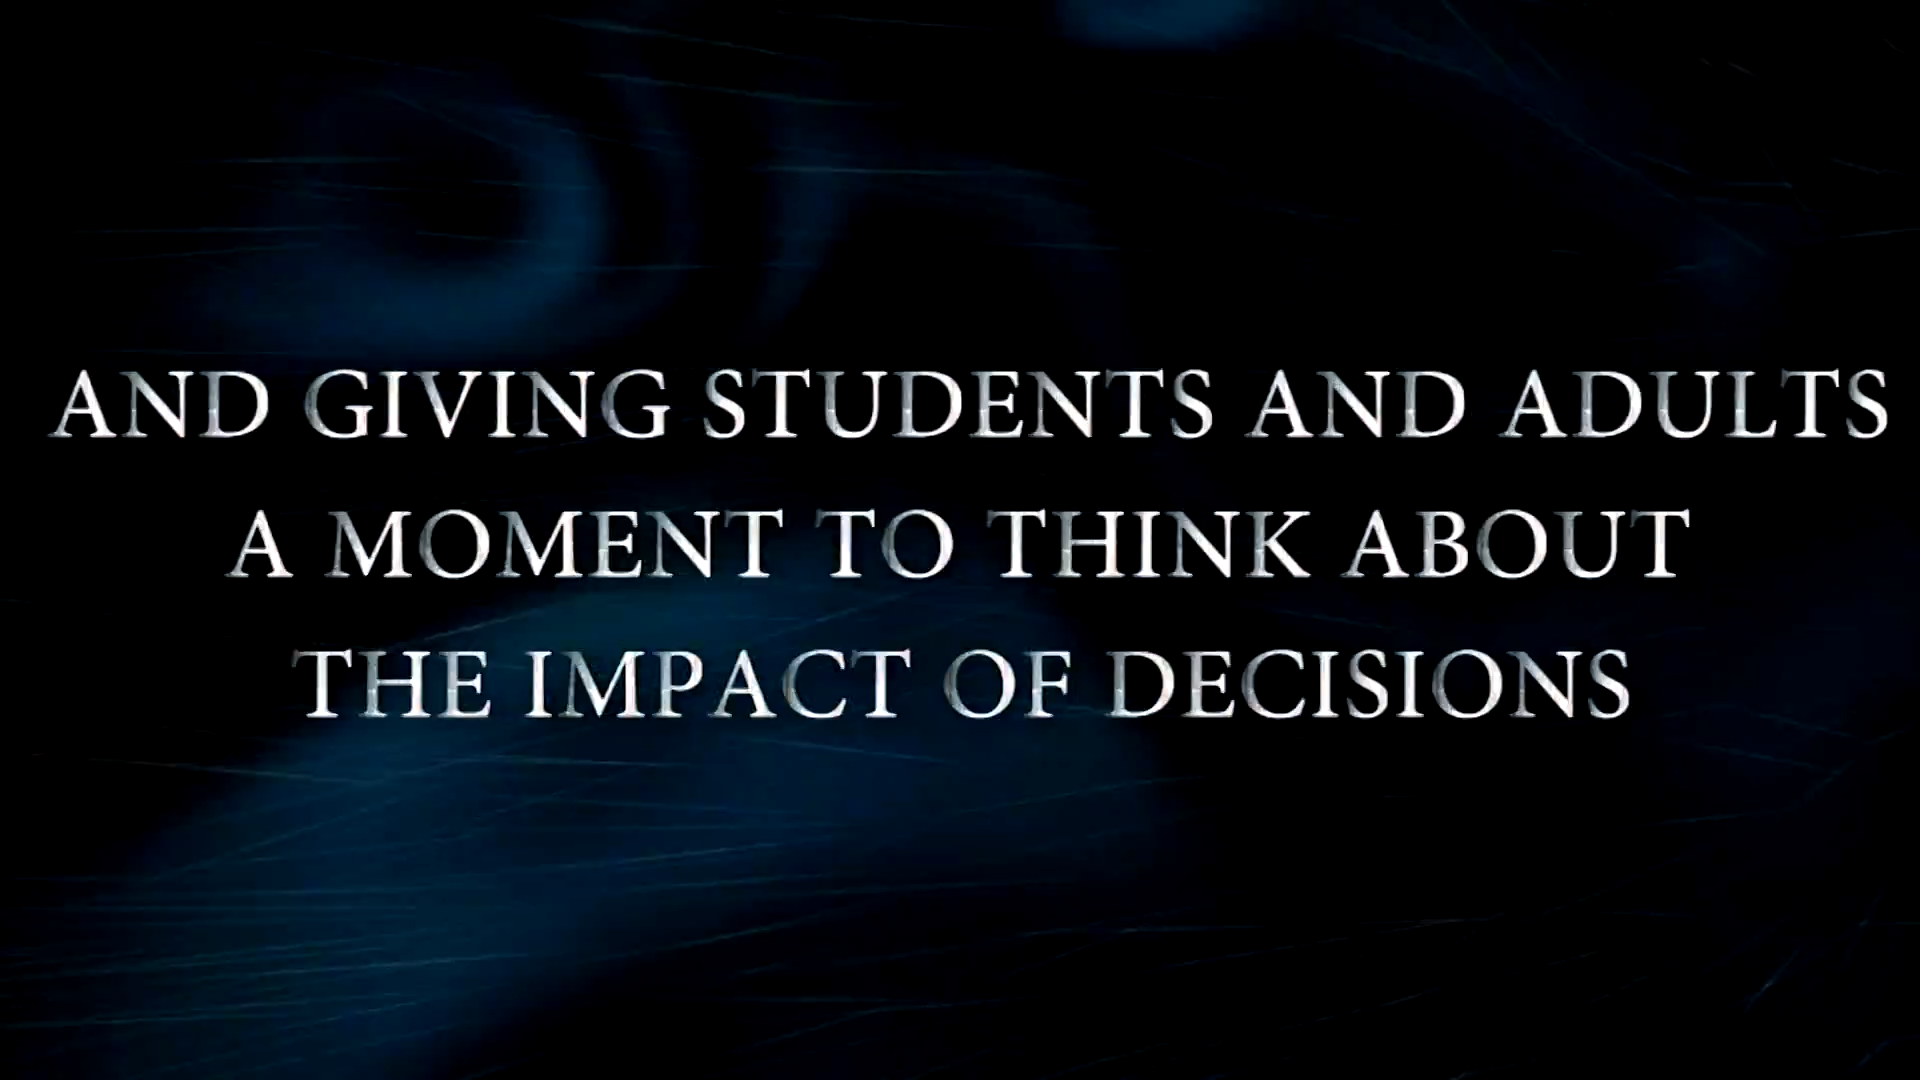 AND GIVING STUDENTS AND ADULTS
A MOMENT TO THINK ABOUT
THE IMPACT OF DECISIONS